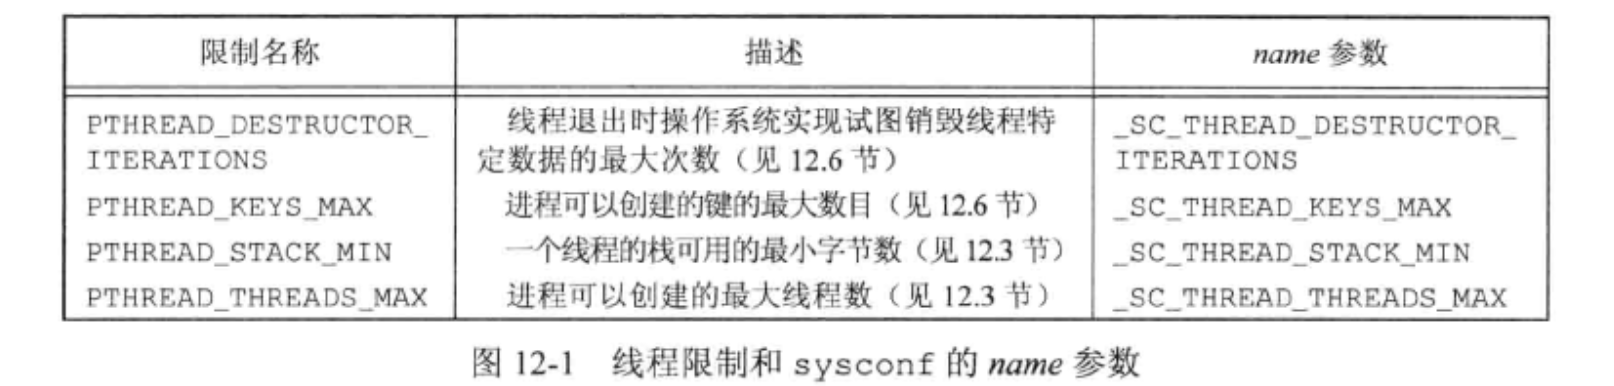 限制名称 描述 name 参数
PTHREAD_DESTRUCTOR_ 线程退出时操作系统实现试图销毁线程特 _SC_THREAD_DESTRUCTOR_
ITERATIONS 定数据的最大次数（见 12.6 节） ITERATIONS
PTHREAD_KEYS_MAX 进程可以创建的键的最大数目（见 12.6 节） _SC_THREAD_KEYS_MAX
PTHREAD_STACK_MIN 一个线程的栈可用的最小字节数（见 12.3 节） _SC_THREAD_STACK_MIN
PTHREAD_THREADS_MAX 进程可以创建的最大线程数（见 12.3 节） _SC_THREAD_THREADS_MAX
图 12-1 线程限制和 sysconf 的 name 参数